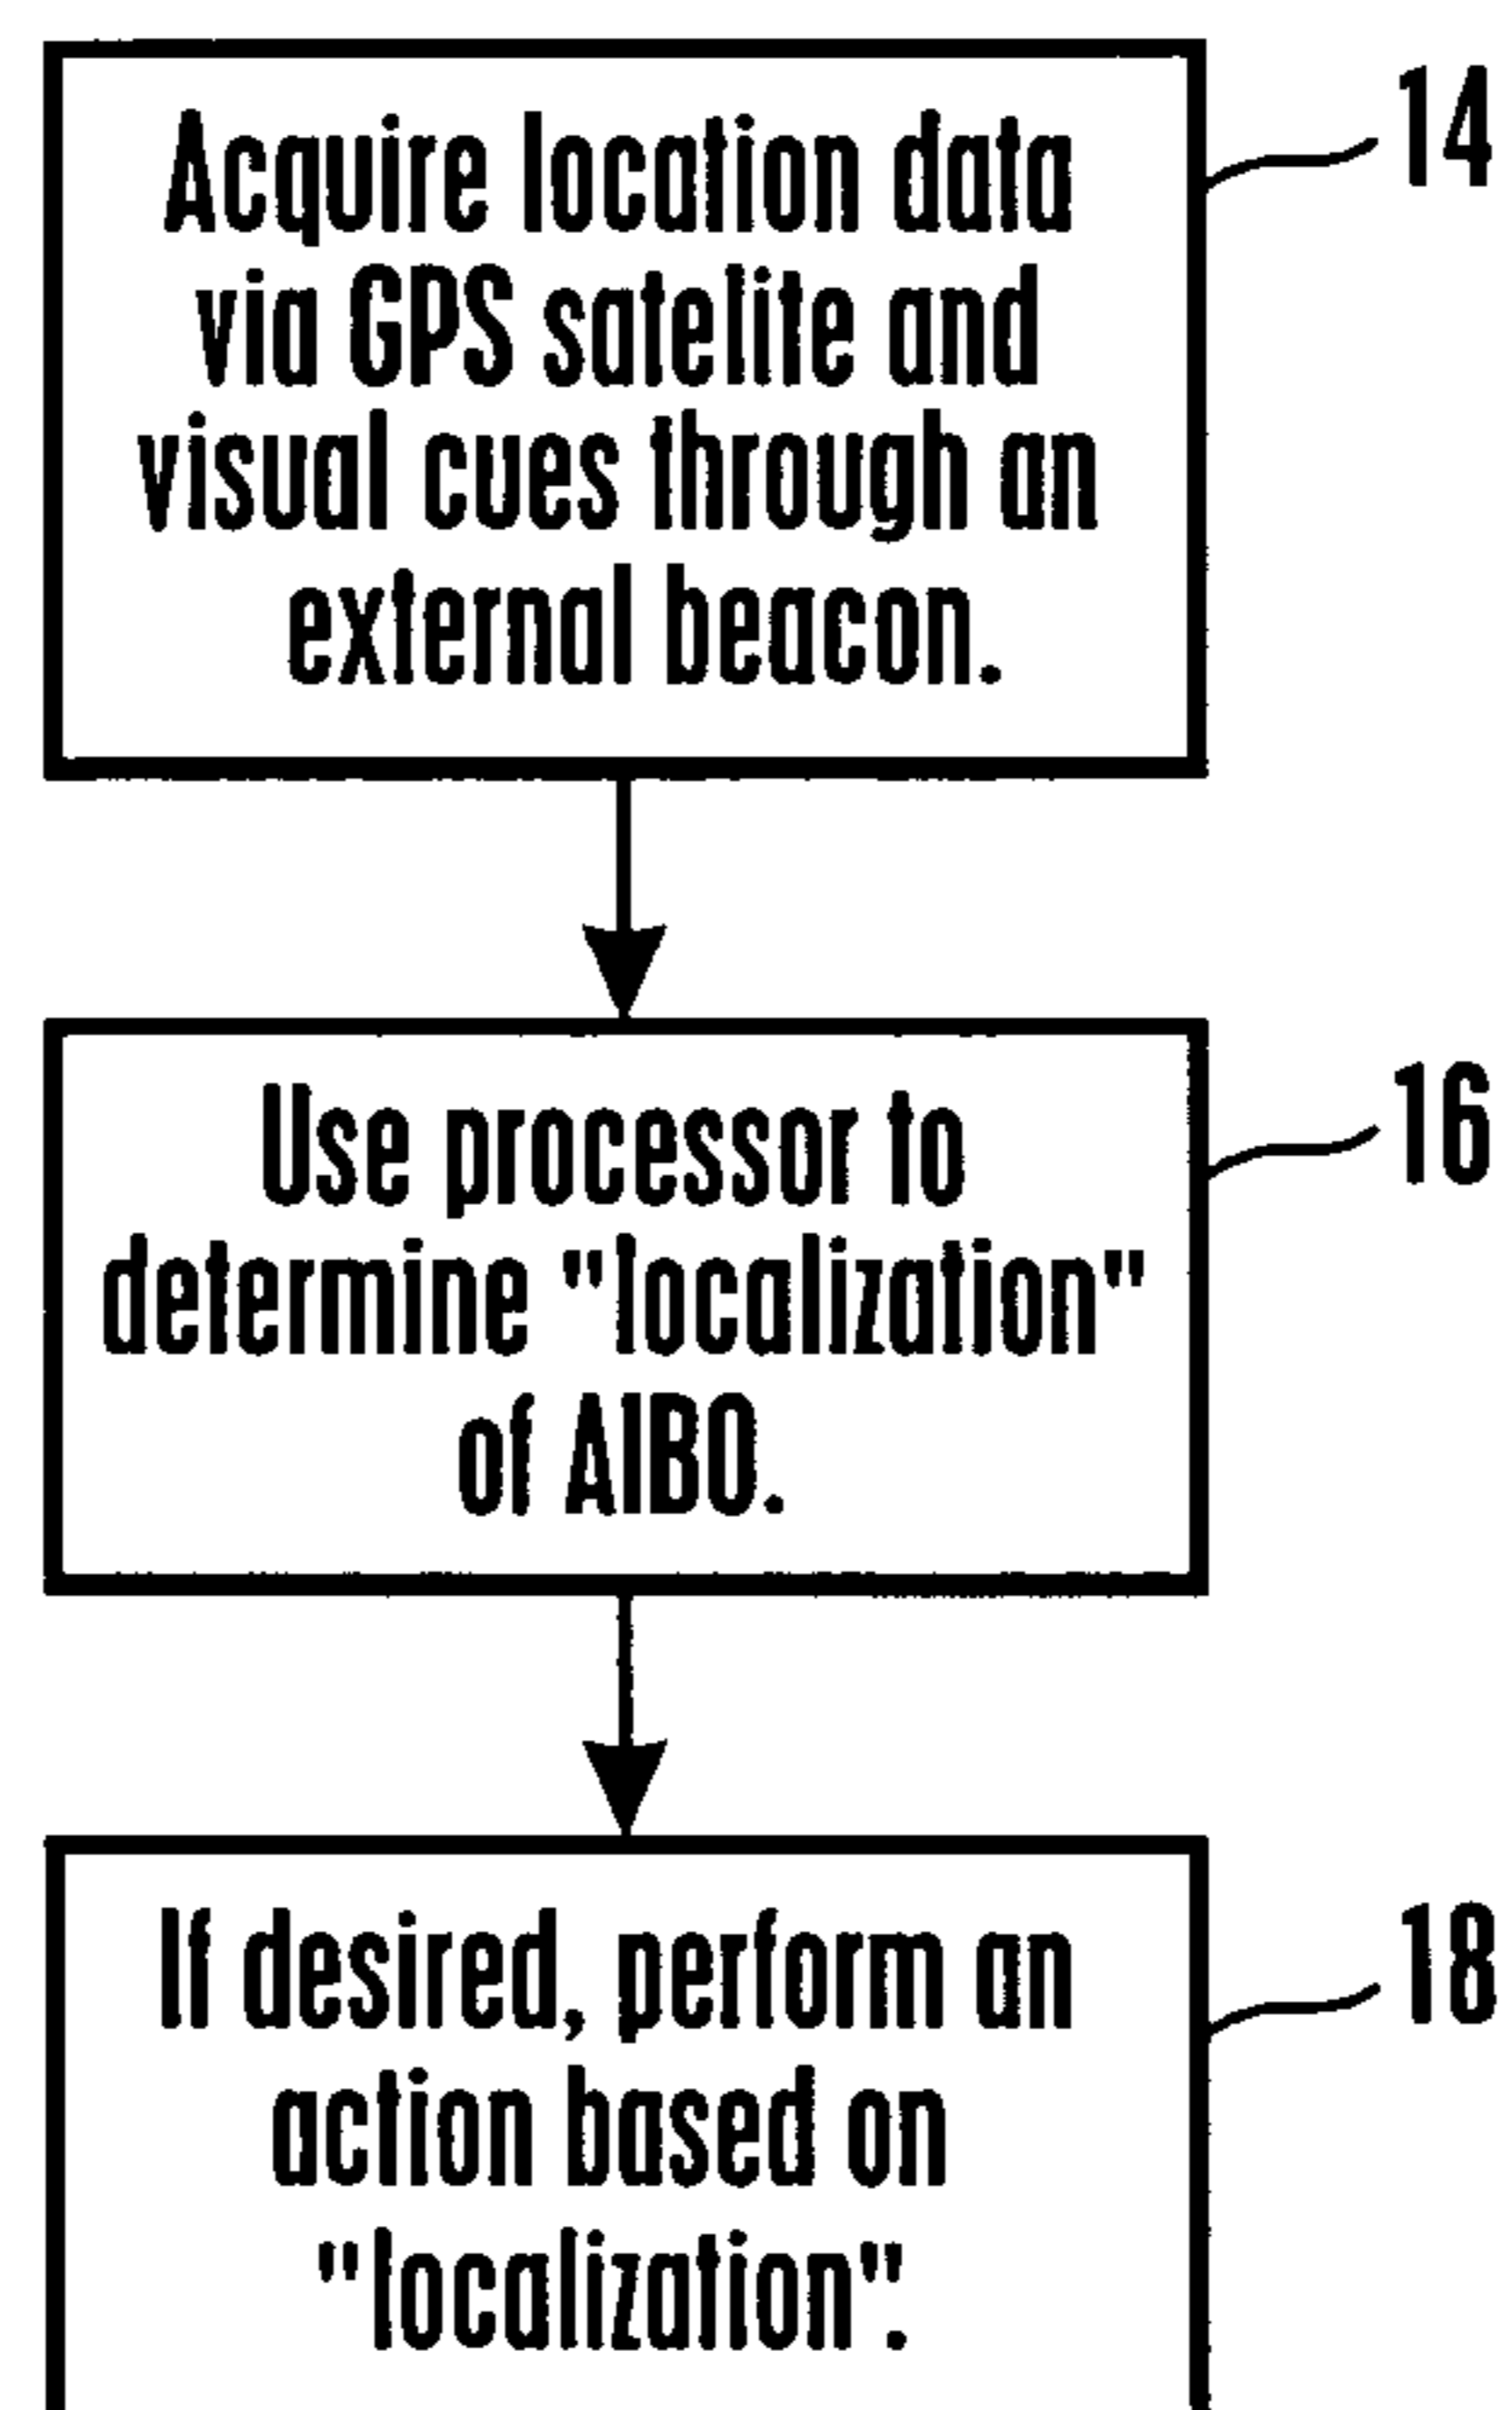 Acquire location data
via GPS satelite and
visual cues through an
external beacon.
14
Use processor to
determine "localization"
of AIBO.
16
If desired, perform an
action based on
"localization".
18